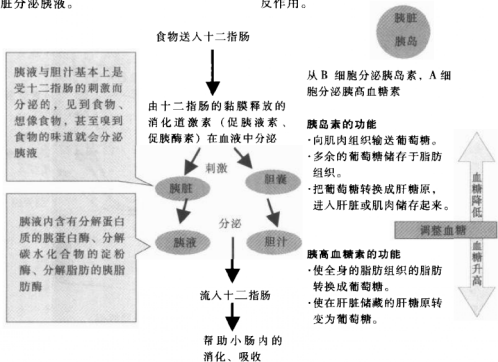 脏分泌胰液。
反作用。
食物送入十二指肠
胰液与胆汁基本上是
受十二指肠的刺激而
分泌的，见到食物、
想像食物，甚至嗅到
食物的味道就会分泌
胰液
由十二指肠的黏膜释放的
消化道激素（促胰液素、
促胰酶素）在血液中分泌
刺激
胰脏
胆囊
胰液内含有分解蛋白
质的胰蛋白酶、分解
碳水化合物的淀粉
酶、分解脂肪的胰脂
肪酶
分泌
胰液
胆汁
流入十二指肠
帮助小肠内的
消化、吸收
胰脏
胰岛
从B 细胞分泌胰岛素，A 细
胞分泌胰高血糖素
胰岛素的功能
·向肌肉组织输送葡萄糖。
·多余的葡萄糖储存于脂肪
组织。
·把葡萄糖转换成肝糖原，
进入肝脏或肌肉储存起来。
血糖降低
调整血糖
血糖升高
胰高血糖素的功能
·使全身的脂肪组织的脂肪
转换成葡萄糖。
·使在肝脏储藏的肝糖原转
变为葡萄糖。